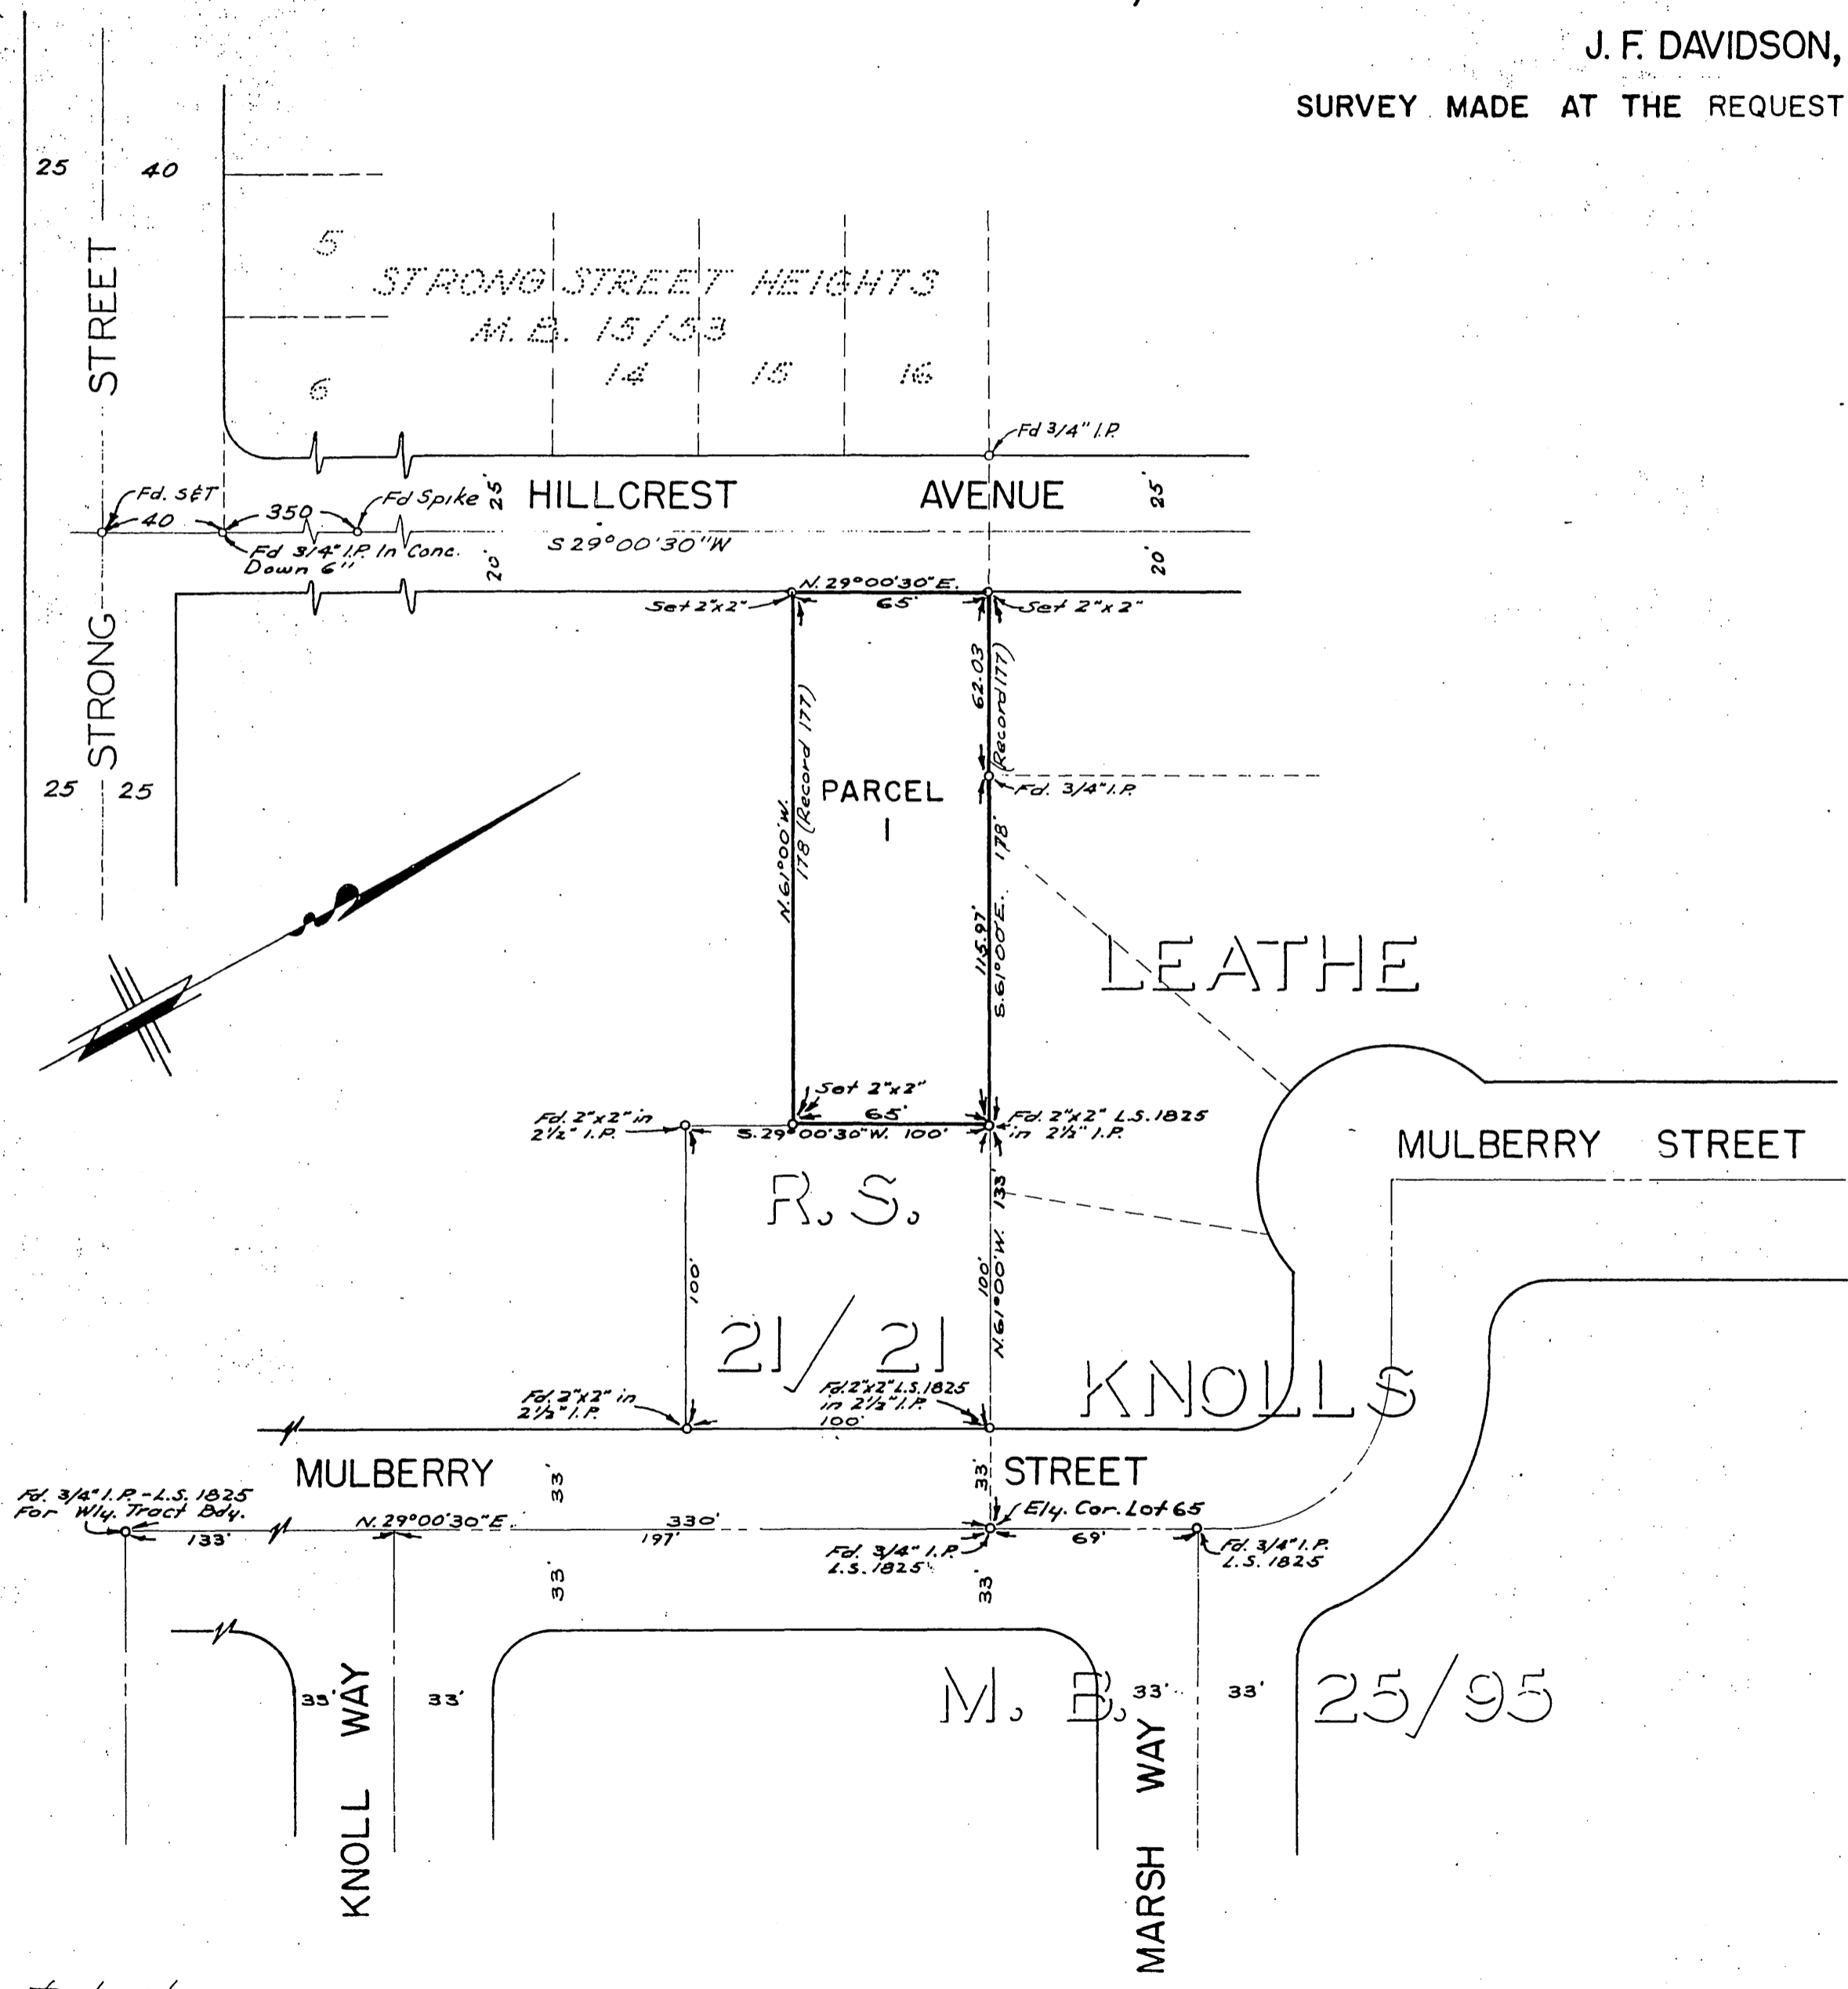 J. F. DAVIDSON,
SURVEY MADE AT THE REQUEST
25 40
STREET
5
STRONG STREET HEIGHTS
M.B. 15/53
14 15 16
6
Fd 3/4" I.P.
Fd. S&T
40
350
Fd Spike
25'
HILLCREST AVENUE
25'
Fd 3/4" I.P. In Conc.
Down 6"
S 29°00'30"W
20'
20'
N. 29°00'30"E.
65'
Set 2"x2"
Set 2"x2"
STRONG
25 25
62.03
(Record 177)
178 (Record 177)
N.61°00'W.
PARCEL
1
Fd. 3/4" I.P.
178'
115.97'
S.61°00'E.
LEATHE
Set 2"x2"
65'
Fd. 2"x2" in
2½" I.P.
S.29°00'30"W. 100'
Fd. 2"x2" L.S. 1825
in 2½" I.P.
MULBERRY STREET
R.S.
133'
100'
100'
N.61°00'W.
21/21
KNOLLS
Fd. 2"x2" in
2½" I.P.
Fd. 2"x2" L.S. 1825
in 2½" I.P.
100'
MULBERRY STREET
33'
33'
Fd. 3/4" I.P. - L.S. 1825
For Wly. Tract Bdy.
133'
N.29°00'30"E.
330'
197'
Ely. Cor. Lot 65
69'
Fd. 3/4" I.P.
L.S. 1825
Fd. 3/4" I.P.
L.S. 1825
33'
33'
33'
33'
KNOLL WAY
M. B. 25/95
33'
33'
MARSH WAY